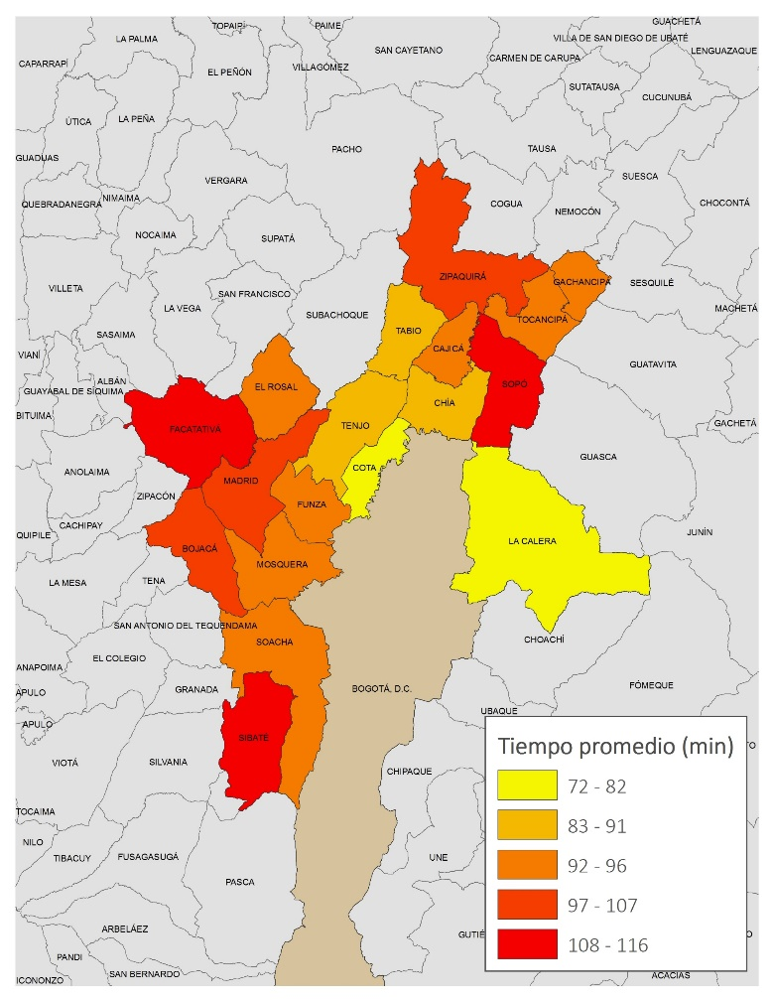 GUACHETÁ
TOPAIPÍ
PAIME
LA PALMA
VILLA DE SAN DIEGO DE UBATÉ
SAN CAYETANO
LENGUAZAQUE
CARMEN DE CARUPA
CAPARRAPÍ
VILLAGÓMEZ
EL PEÑÓN
SUTATAUSA
CUCUNUBÁ
ÚTICA
LA PEÑA
PACHO
TAUSA
GUADUAS
SUESCA
VERGARA
NIMAIMA
QUEBRADANEGRA
COGUA
CHOCONTÁ
NEMOCÓN
NOCAIMA
SUPATÁ
ZIPAQUIRÁ
GACHANCIPÁ
SESQUILÉ
VILLETA
SAN FRANCISCO
LA VEGA
MACHETÁ
SUBACHOQUE
TOCANCIPÁ
TABIO
SASAIMA
CAJICÁ
VIANÍ
GUATAVITA
ALBÁN
SOPÓ
EL ROSAL
GUAYABAL DE SÍQUIMA
CHÍA
BITUIMA
GACHETÁ
TENJO
FACATATIVÁ
GUASCA
COTA
ANOLAIMA
MADRID
ZIPACÓN
FUNZA
CACHIPAY
QUIPILE
JUNÍN
LA CALERA
BOJACÁ
MOSQUERA
LA MESA
TENA
SAN ANTONIO DEL TEQUENDAMA
CHOACHÍ
SOACHA
EL COLEGIO
ANAPOIMA
FÓMEQUE
GRANADA
BOGOTÁ, D.C.
APULO
UBAQUE
APULO
SIBATÉ
VIOTÁ
SILVANIA
CHIPAQUE
TOCAIMA
NILO
TIBACUY
FUSAGASUGÁ
UNE
PASCA
ARBELÁEZ
GUTIÉ
PANDI
SAN BERNARDO
ACACIAS
ICONONZO
Tiempo promedio (min)
72 - 82
83 - 91
92 - 96
97 - 107
108 - 116